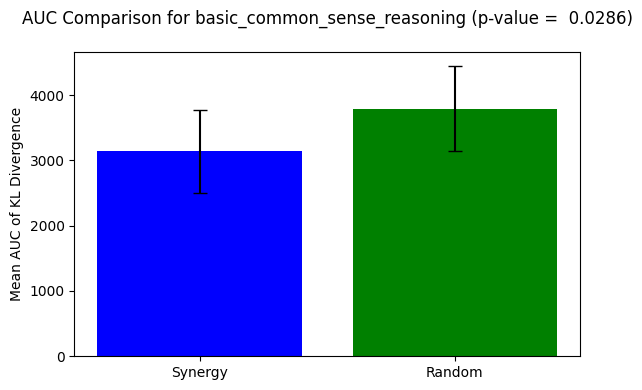 AUC Comparison for basic_common_sense_reasoning (p-value =  0.0286)
Mean AUC of KL Divergence
4000
3000
2000
1000
0
Synergy
Random